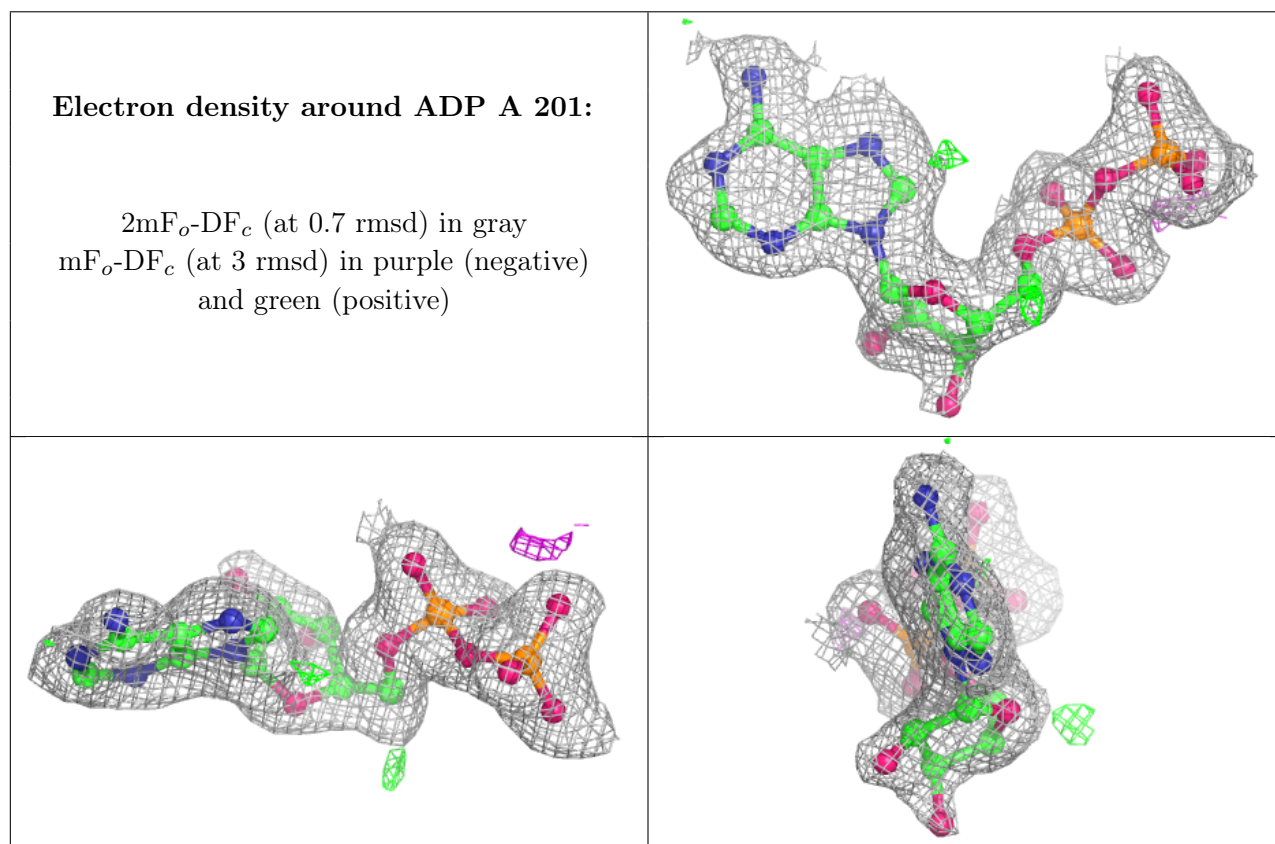 Electron density around ADP A 201:
2mFₒ-DF𝒸 (at 0.7 rmsd) in gray
mFₒ-DF𝒸 (at 3 rmsd) in purple (negative)
and green (positive)